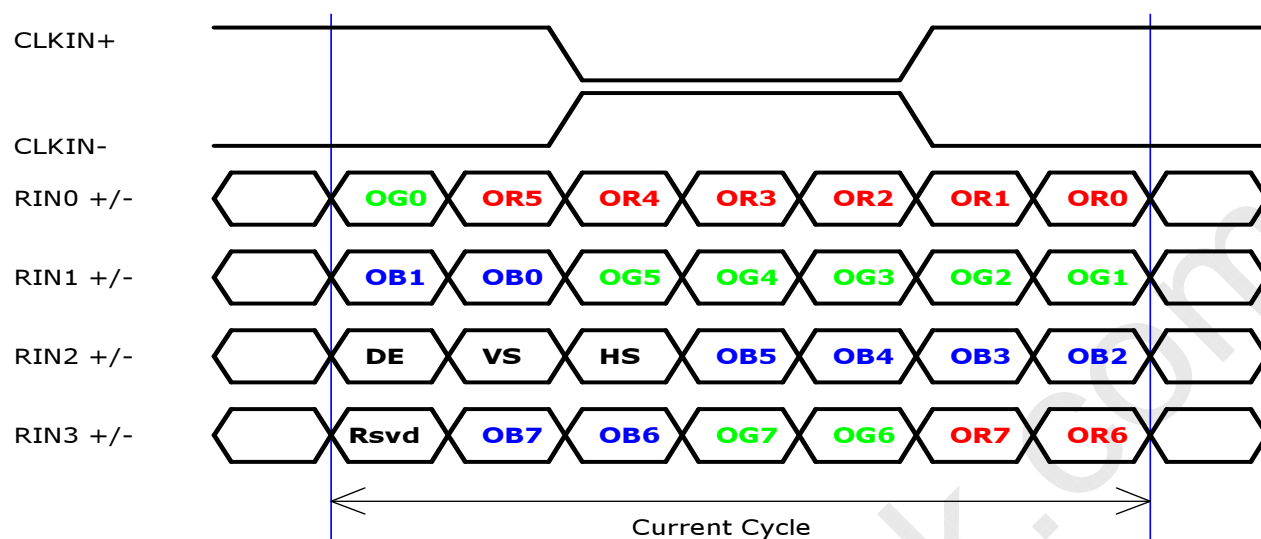 CLKIN+
CLKIN-
RIN0 +/- OG0 OR5 OR4 OR3 OR2 OR1 OR0
RIN1 +/- OB1 OB0 OG5 OG4 OG3 OG2 OG1
RIN2 +/- DE VS HS OB5 OB4 OB3 OB2
RIN3 +/- Rsvd OB7 OB6 OG7 OG6 OR7 OR6
Current Cycle